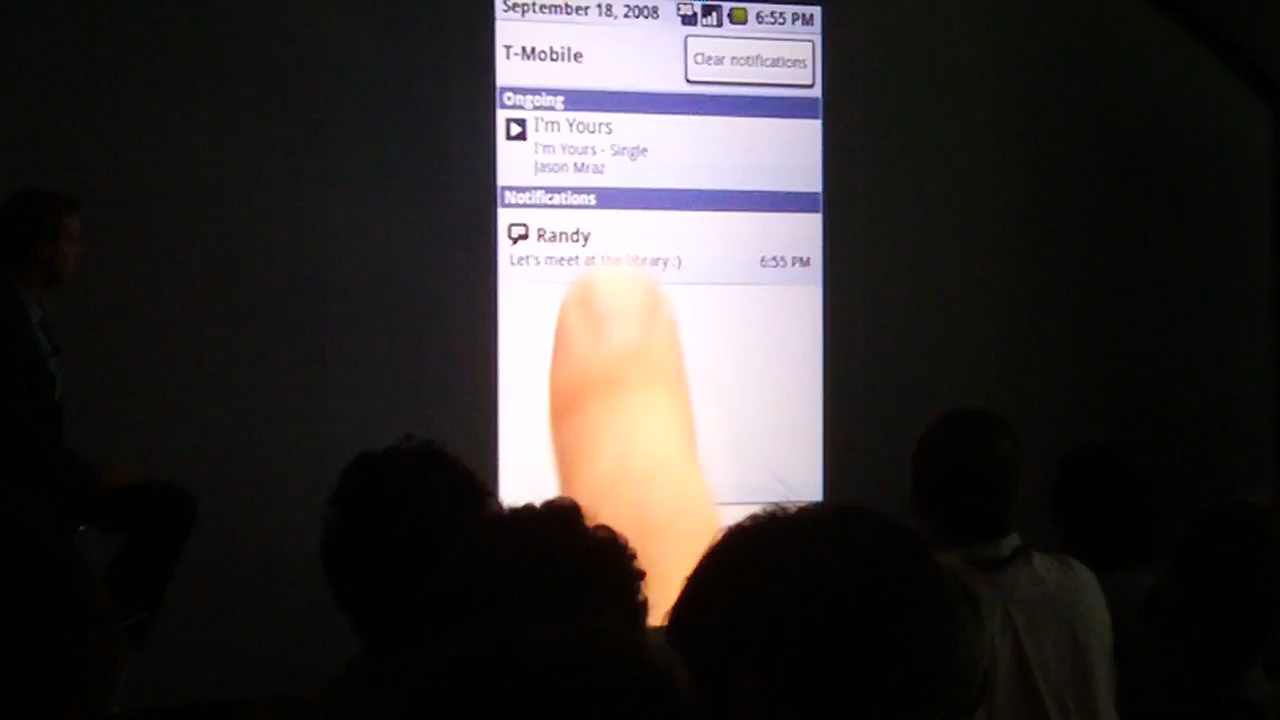 September 18, 2008 6:55 PM
T-Mobile
Clear notifications
Ongoing
I'm Yours
I'm Yours - Single
Jason Mraz
Notifications
Randy
Let's meet at the library :) 6:55 PM